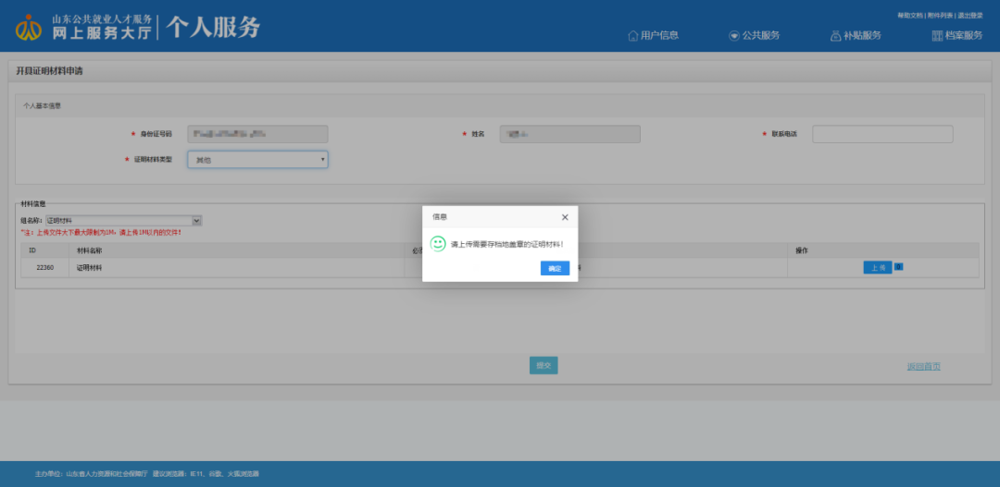 山东公共就业人才服务
网上服务大厅
个人服务
帮助文档 | 附件列表 | 退出登录
用户信息
公共服务
补贴服务
档案服务
开具证明材料申请
个人基本信息
* 身份证号码
* 姓名
* 联系电话
* 证明材料类型
其他
材料信息
组名称: 证明材料
*注:上传文件大下最大限制为1M,请上传1M以内的文件!
ID 材料名称 操作
22360 证明材料 上传 0
信息
请上传需要存档地盖章的证明材料!
确定
提交
返回首页
主办单位:山东省人力资源和社会保障厅 建议浏览器:IE11、谷歌、火狐浏览器